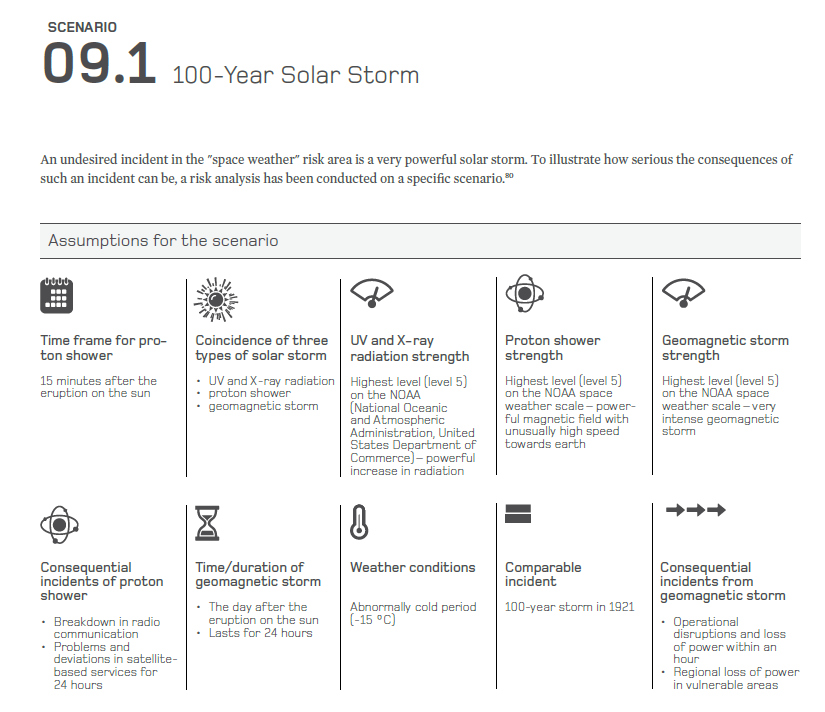 SCENARIO
09.1 100-Year Solar Storm
An undesired incident in the "space weather" risk area is a very powerful solar storm. To illustrate how serious the consequences of
such an incident can be, a risk analysis has been conducted on a specific scenario.⁸⁰
Assumptions for the scenario
Time frame for pro-
ton shower
15 minutes after the
eruption on the sun
Coincidence of three
types of solar storm
• UV and X-ray radiation
• proton shower
• geomagnetic storm
UV and X-ray
radiation strength
Highest level (level 5)
on the NOAA
(National Oceanic
and Atmospheric
Administration, United
States Department of
Commerce) – powerful
increase in radiation
Proton shower
strength
Highest level (level 5)
on the NOAA space
weather scale – power-
ful magnetic field with
unusually high speed
towards earth
Geomagnetic storm
strength
Highest level (level 5)
on the NOAA space
weather scale – very
intense geomagnetic
storm
Consequential
incidents of proton
shower
• Breakdown in radio
communication
• Problems and
deviations in satellite-
based services for
24 hours
Time/duration of
geomagnetic storm
• The day after the
eruption on the sun
• Lasts for 24 hours
Weather conditions
Abnormally cold period
(-15 °C)
Comparable
incident
100-year storm in 1921
Consequential
incidents from
geomagnetic storm
• Operational
disruptions and loss
of power within an
hour
• Regional loss of power
in vulnerable areas